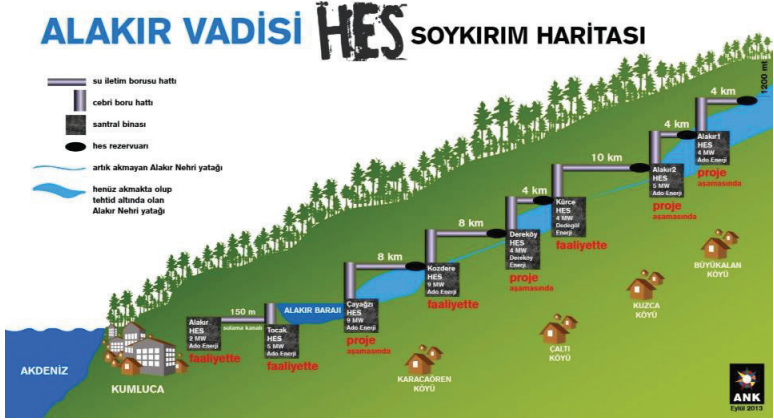 ALAKIR VADİSİ HES SOYKIRIM HARİTASI
su iletim borusu hattı
cebri boru hattı
santral binası
hes rezervuarı
artık akmayan Alakır Nehri yatağı
henüz akmakta olup
tehtid altında olan
Alakır Nehri yatağı
1200 mt
4 km
Alakır1
HES
4 MW
Ado Enerji
proje
aşamasında
4 km
Alakır2
HES
5 MW
Ado Enerji
proje
aşamasında
10 km
Kürce
HES
4 MW
Dedegöl
Enerji
faaliyette
4 km
Dereköy
HES
4 MW
Dereköy
Enerji
proje
aşamasında
8 km
Kozdere
HES
9 MW
Ado Enerji
faaliyette
8 km
Çayağzı
HES
9 MW
Ado Enerji
proje
aşamasında
ALAKIR BARAJI
Tocak
HES
5 MW
Ado Enerji
faaliyette
150 m
sulama kanalı
Alakır
HES
2 MW
Ado Enerji
faaliyette
BÜYÜKALAN
KÖYÜ
KUZCA
KÖYÜ
ÇALTI
KÖYÜ
KARACAÖREN
KÖYÜ
AKDENİZ
KUMLUCA
ANK
Eylül 2013